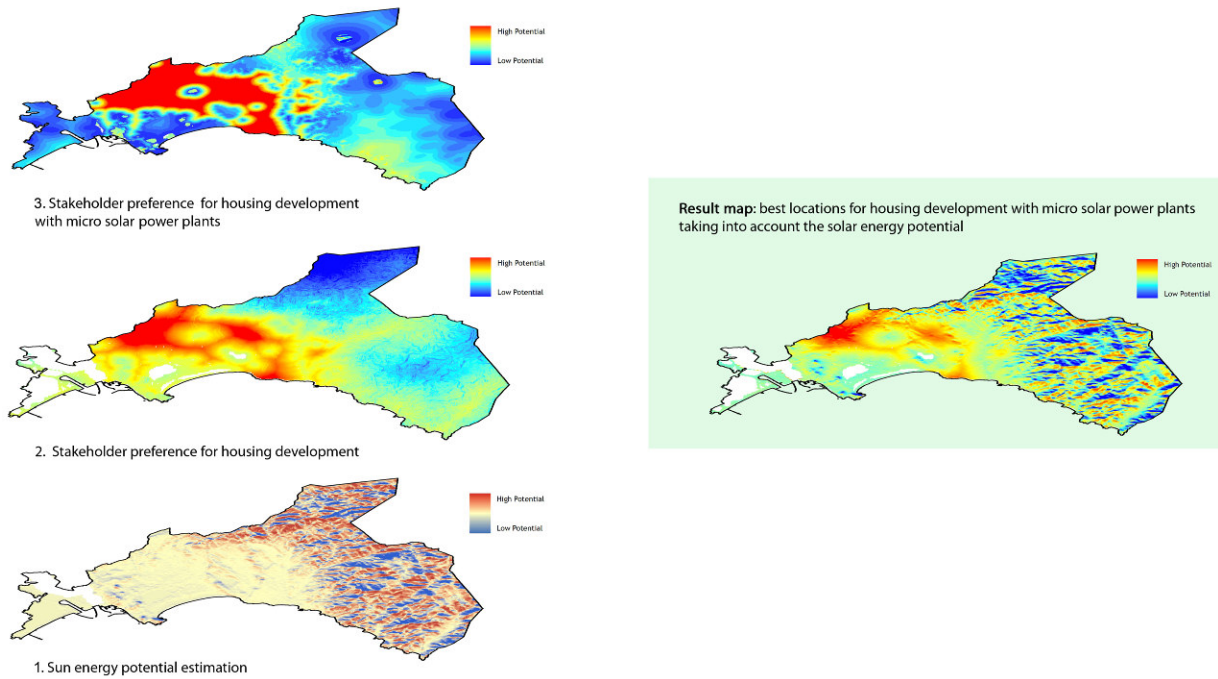 High Potential
Low Potential
3. Stakeholder preference for housing development
with micro solar power plants
High Potential
Low Potential
2. Stakeholder preference for housing development
High Potential
Low Potential
1. Sun energy potential estimation
Result map: best locations for housing development with micro solar power plants
taking into account the solar energy potential
High Potential
Low Potential